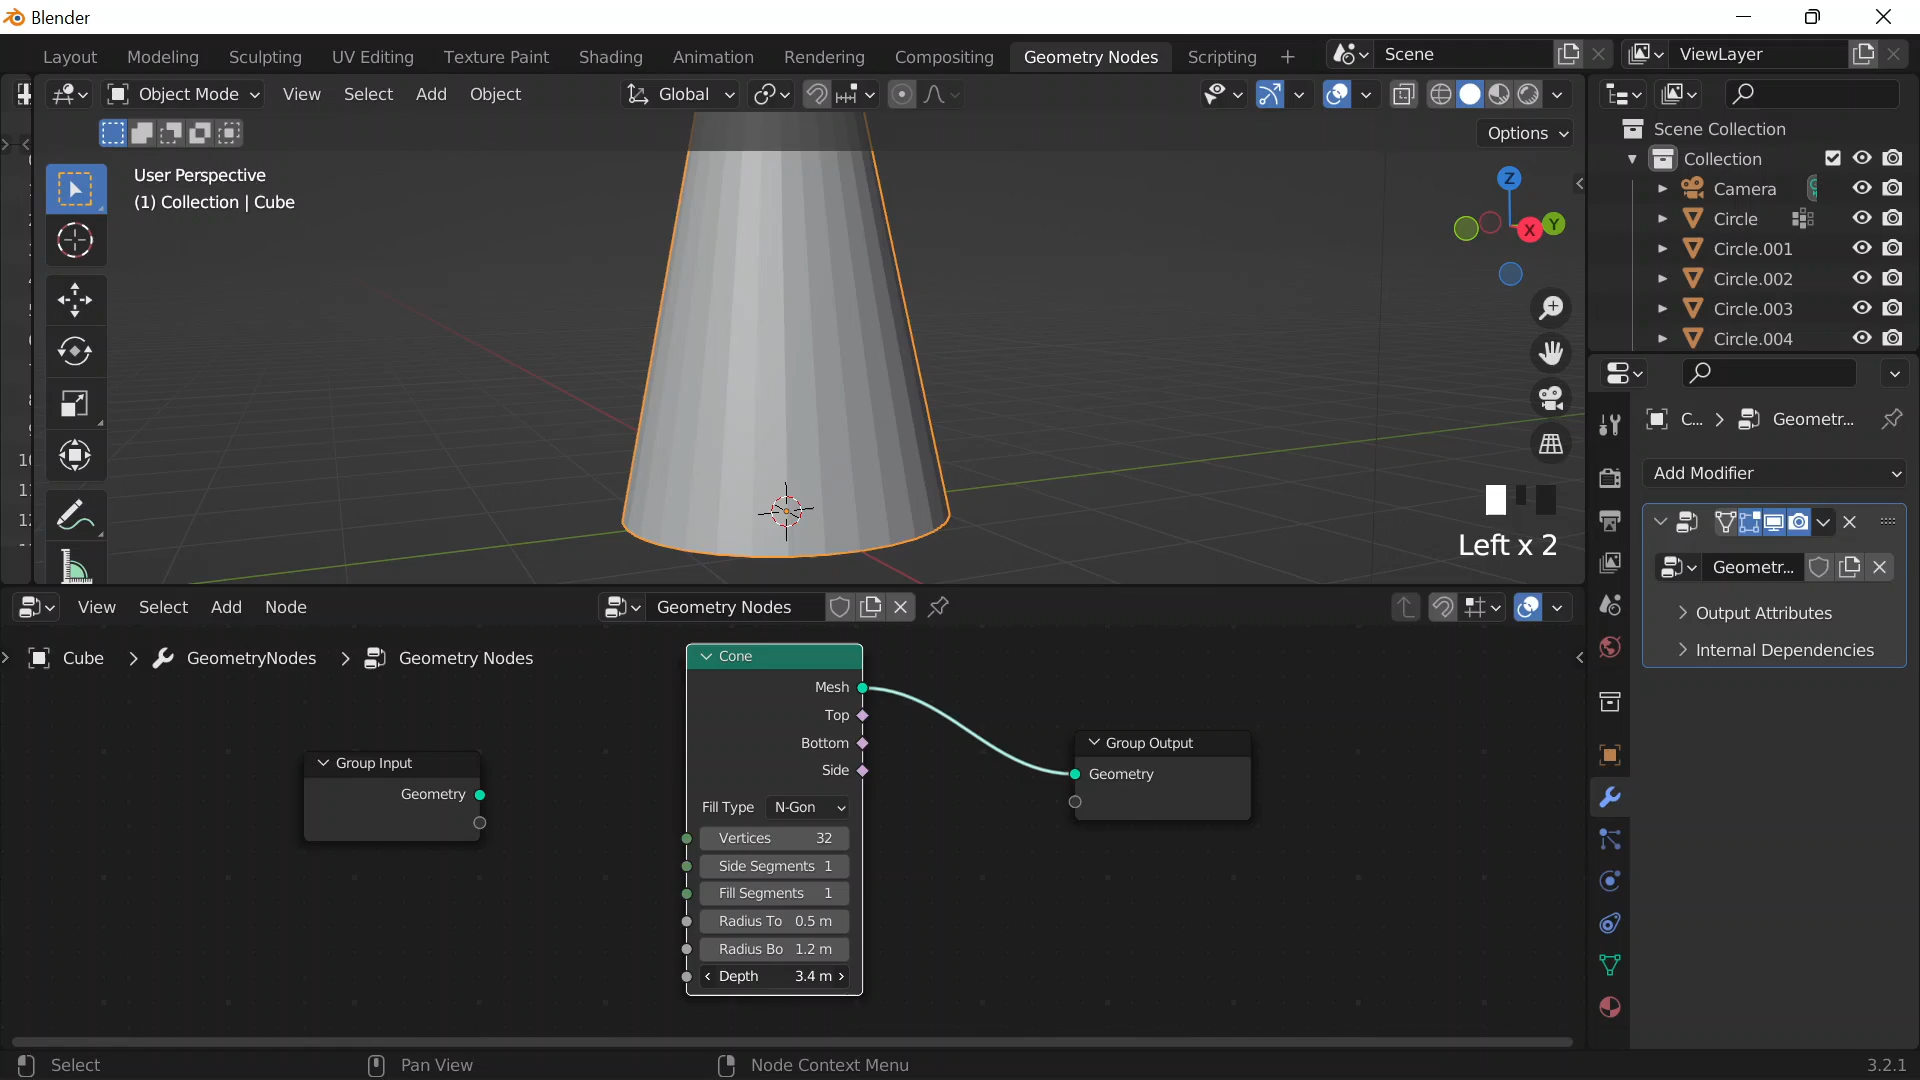 Blender
Layout Modeling Sculpting UV Editing Texture Paint Shading Animation Rendering Compositing Geometry Nodes Scripting + Scene ViewLayer
Object Mode View Select Add Object Global
Options
User Perspective
(1) Collection | Cube
Z
X
Y
Left x 2
Scene Collection
Collection
Camera
Circle
Circle.001
Circle.002
Circle.003
Circle.004
C... > Geometr...
Add Modifier
Geometr...
Output Attributes
Internal Dependencies
View Select Add Node Geometry Nodes
Cube > GeometryNodes > Geometry Nodes
Group Input
Geometry
Cone
Mesh
Top
Bottom
Side
Fill Type N-Gon
Vertices 32
Side Segments 1
Fill Segments 1
Radius To 0.5 m
Radius Bo 1.2 m
Depth 3.4 m
Group Output
Geometry
Select Pan View Node Context Menu 3.2.1